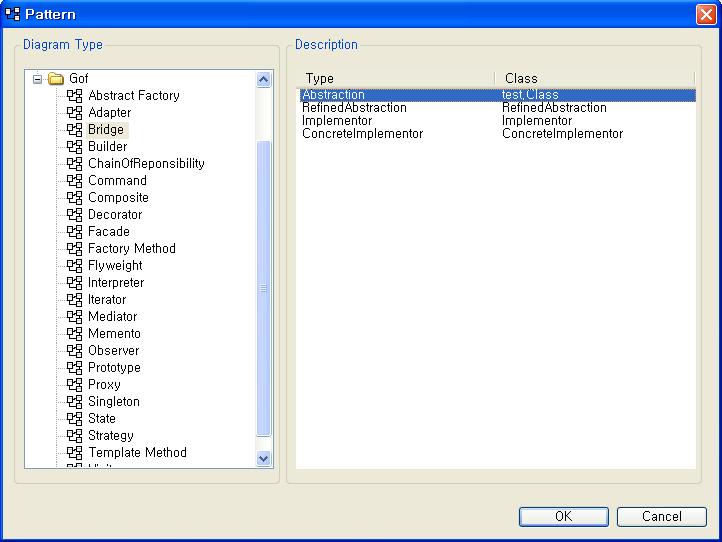 Pattern
Diagram Type
Gof
Abstract Factory
Adapter
Bridge
Builder
ChainOfReponsibility
Command
Composite
Decorator
Facade
Factory Method
Flyweight
Interpreter
Iterator
Mediator
Memento
Observer
Prototype
Proxy
Singleton
State
Strategy
Template Method
Description
Type Class
Abstraction test,Class
RefinedAbstraction RefinedAbstraction
Implementor Implementor
ConcreteImplementor ConcreteImplementor
OK Cancel